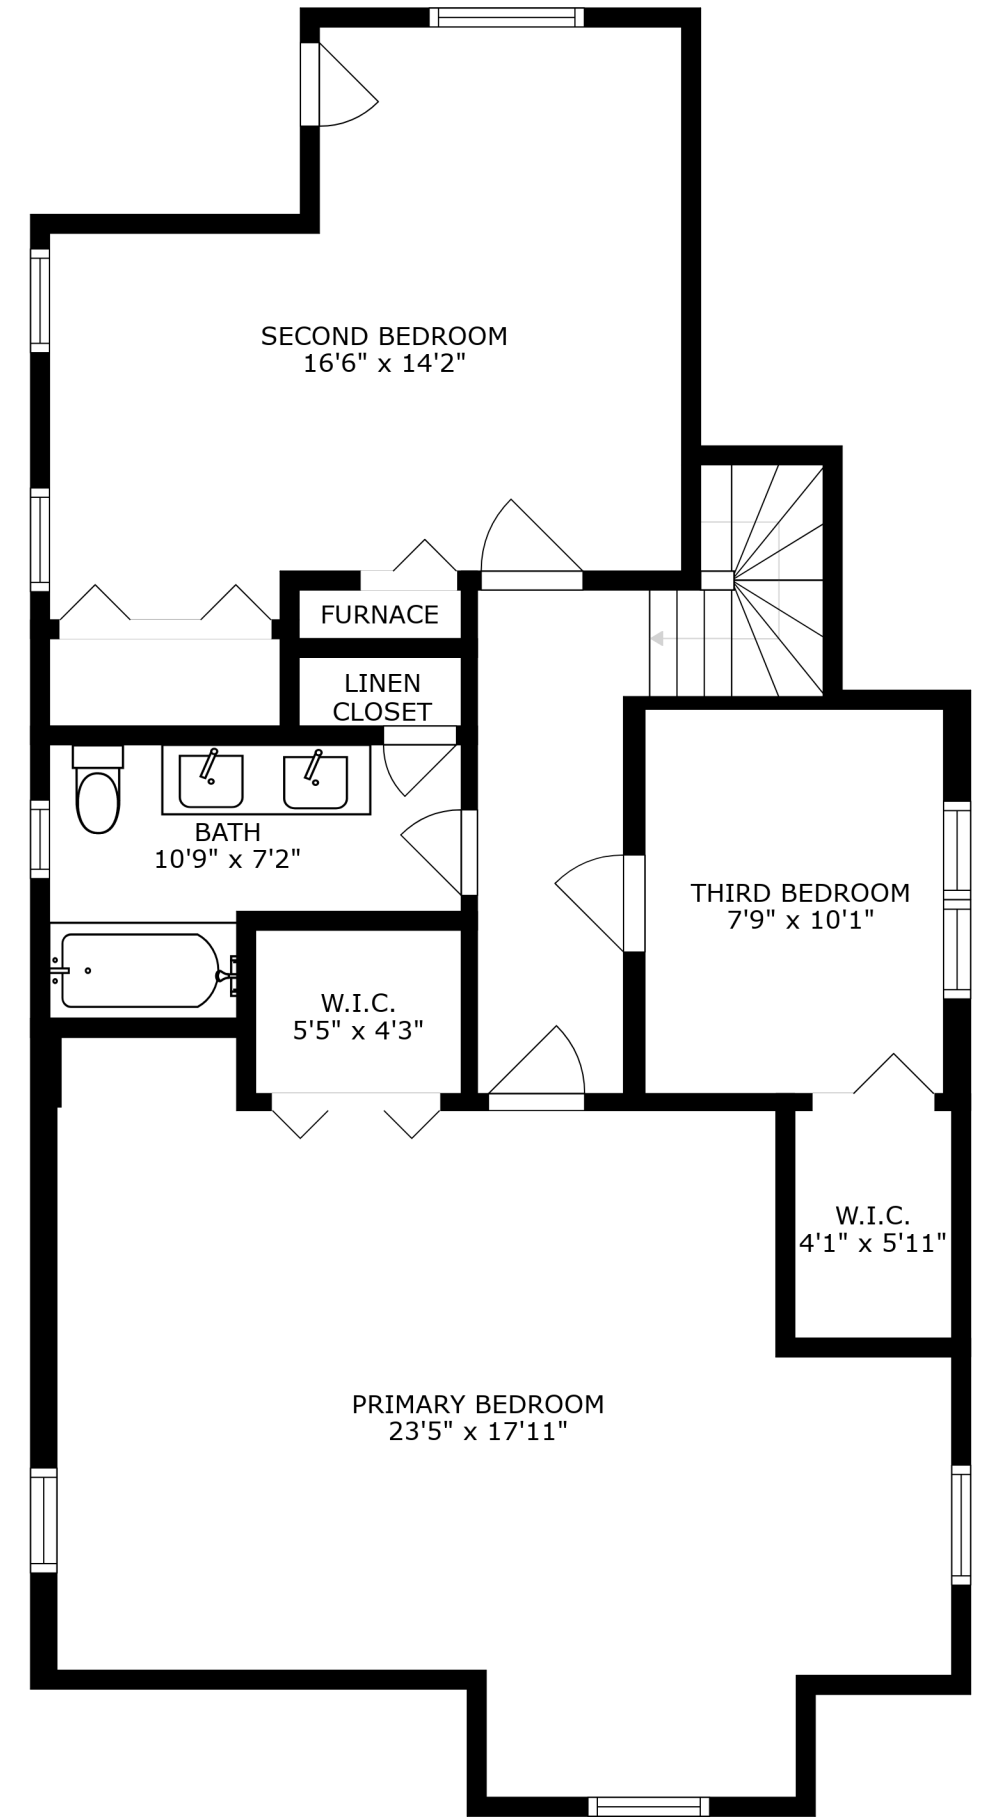 SECOND BEDROOM
16'6" x 14'2"
FURNACE
LINEN
CLOSET
BATH
10'9" x 7'2"
THIRD BEDROOM
7'9" x 10'1"
W.I.C.
5'5" x 4'3"
W.I.C.
4'1" x 5'11"
PRIMARY BEDROOM
23'5" x 17'11"